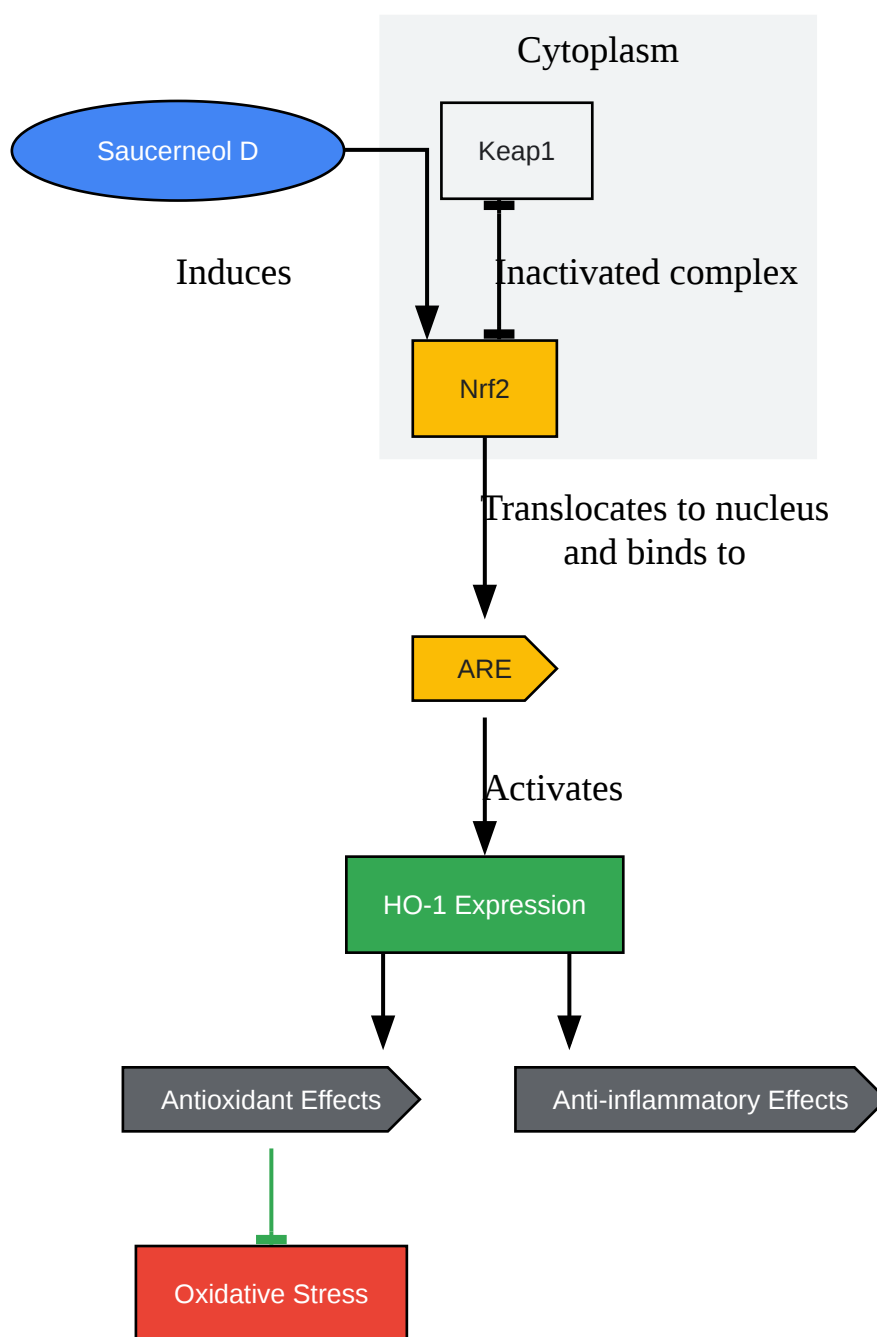 Cytoplasm
Saucerneol D
Keap1
Induces
Inactivated complex
Nrf2
Translocates to nucleus
and binds to
ARE
Activates
HO-1 Expression
Antioxidant Effects
Anti-inflammatory Effects
Oxidative Stress